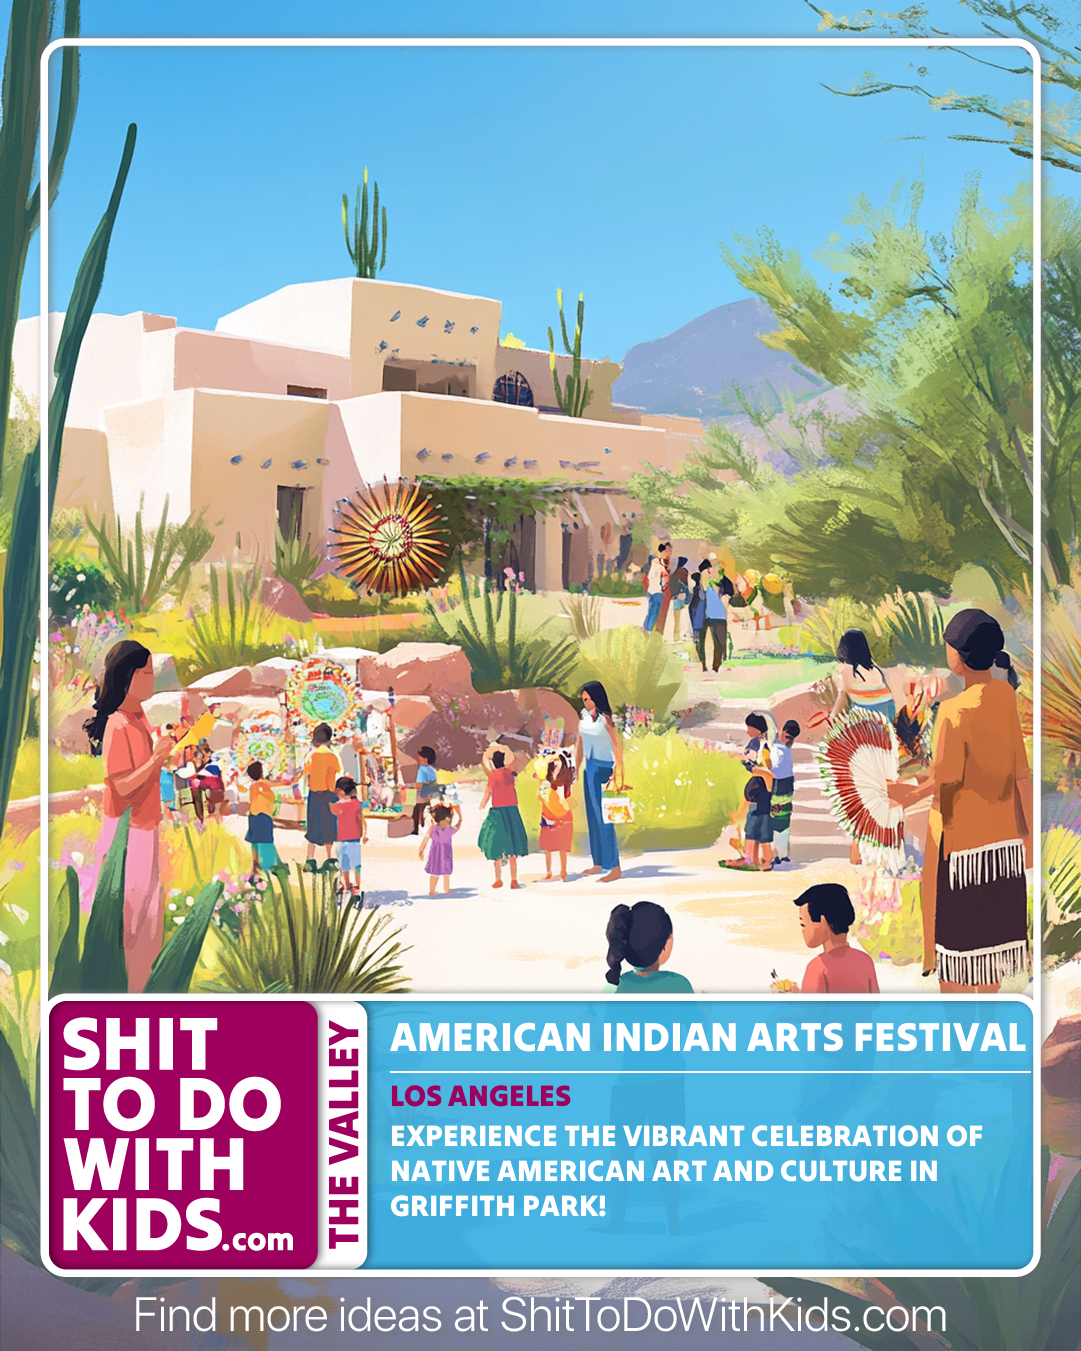 SHIT
TO DO
WITH
KIDS.com
THE VALLEY
AMERICAN INDIAN ARTS FESTIVAL
LOS ANGELES
EXPERIENCE THE VIBRANT CELEBRATION OF
NATIVE AMERICAN ART AND CULTURE IN
GRIFFITH PARK!
Find more ideas at ShitToDoWithKids.com